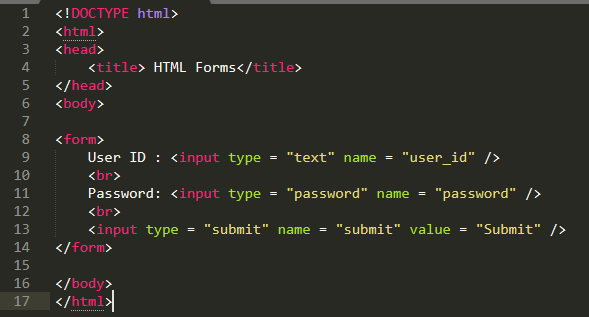 1 <!DOCTYPE html>
2 <html>
3 <head>
4     <title> HTML Forms</title>
5 </head>
6 <body>
7
8 <form>
9     User ID : <input type = "text" name = "user_id" />
10     <br>
11     Password: <input type = "password" name = "password" />
12     <br>
13     <input type = "submit" name = "submit" value = "Submit" />
14 </form>
15
16 </body>
17 </html>